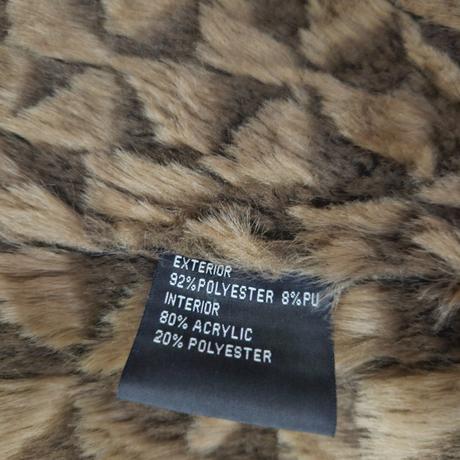 EXTERIOR
92%POLYESTER 8%PU
INTERIOR
80% ACRYLIC
20% POLYESTER